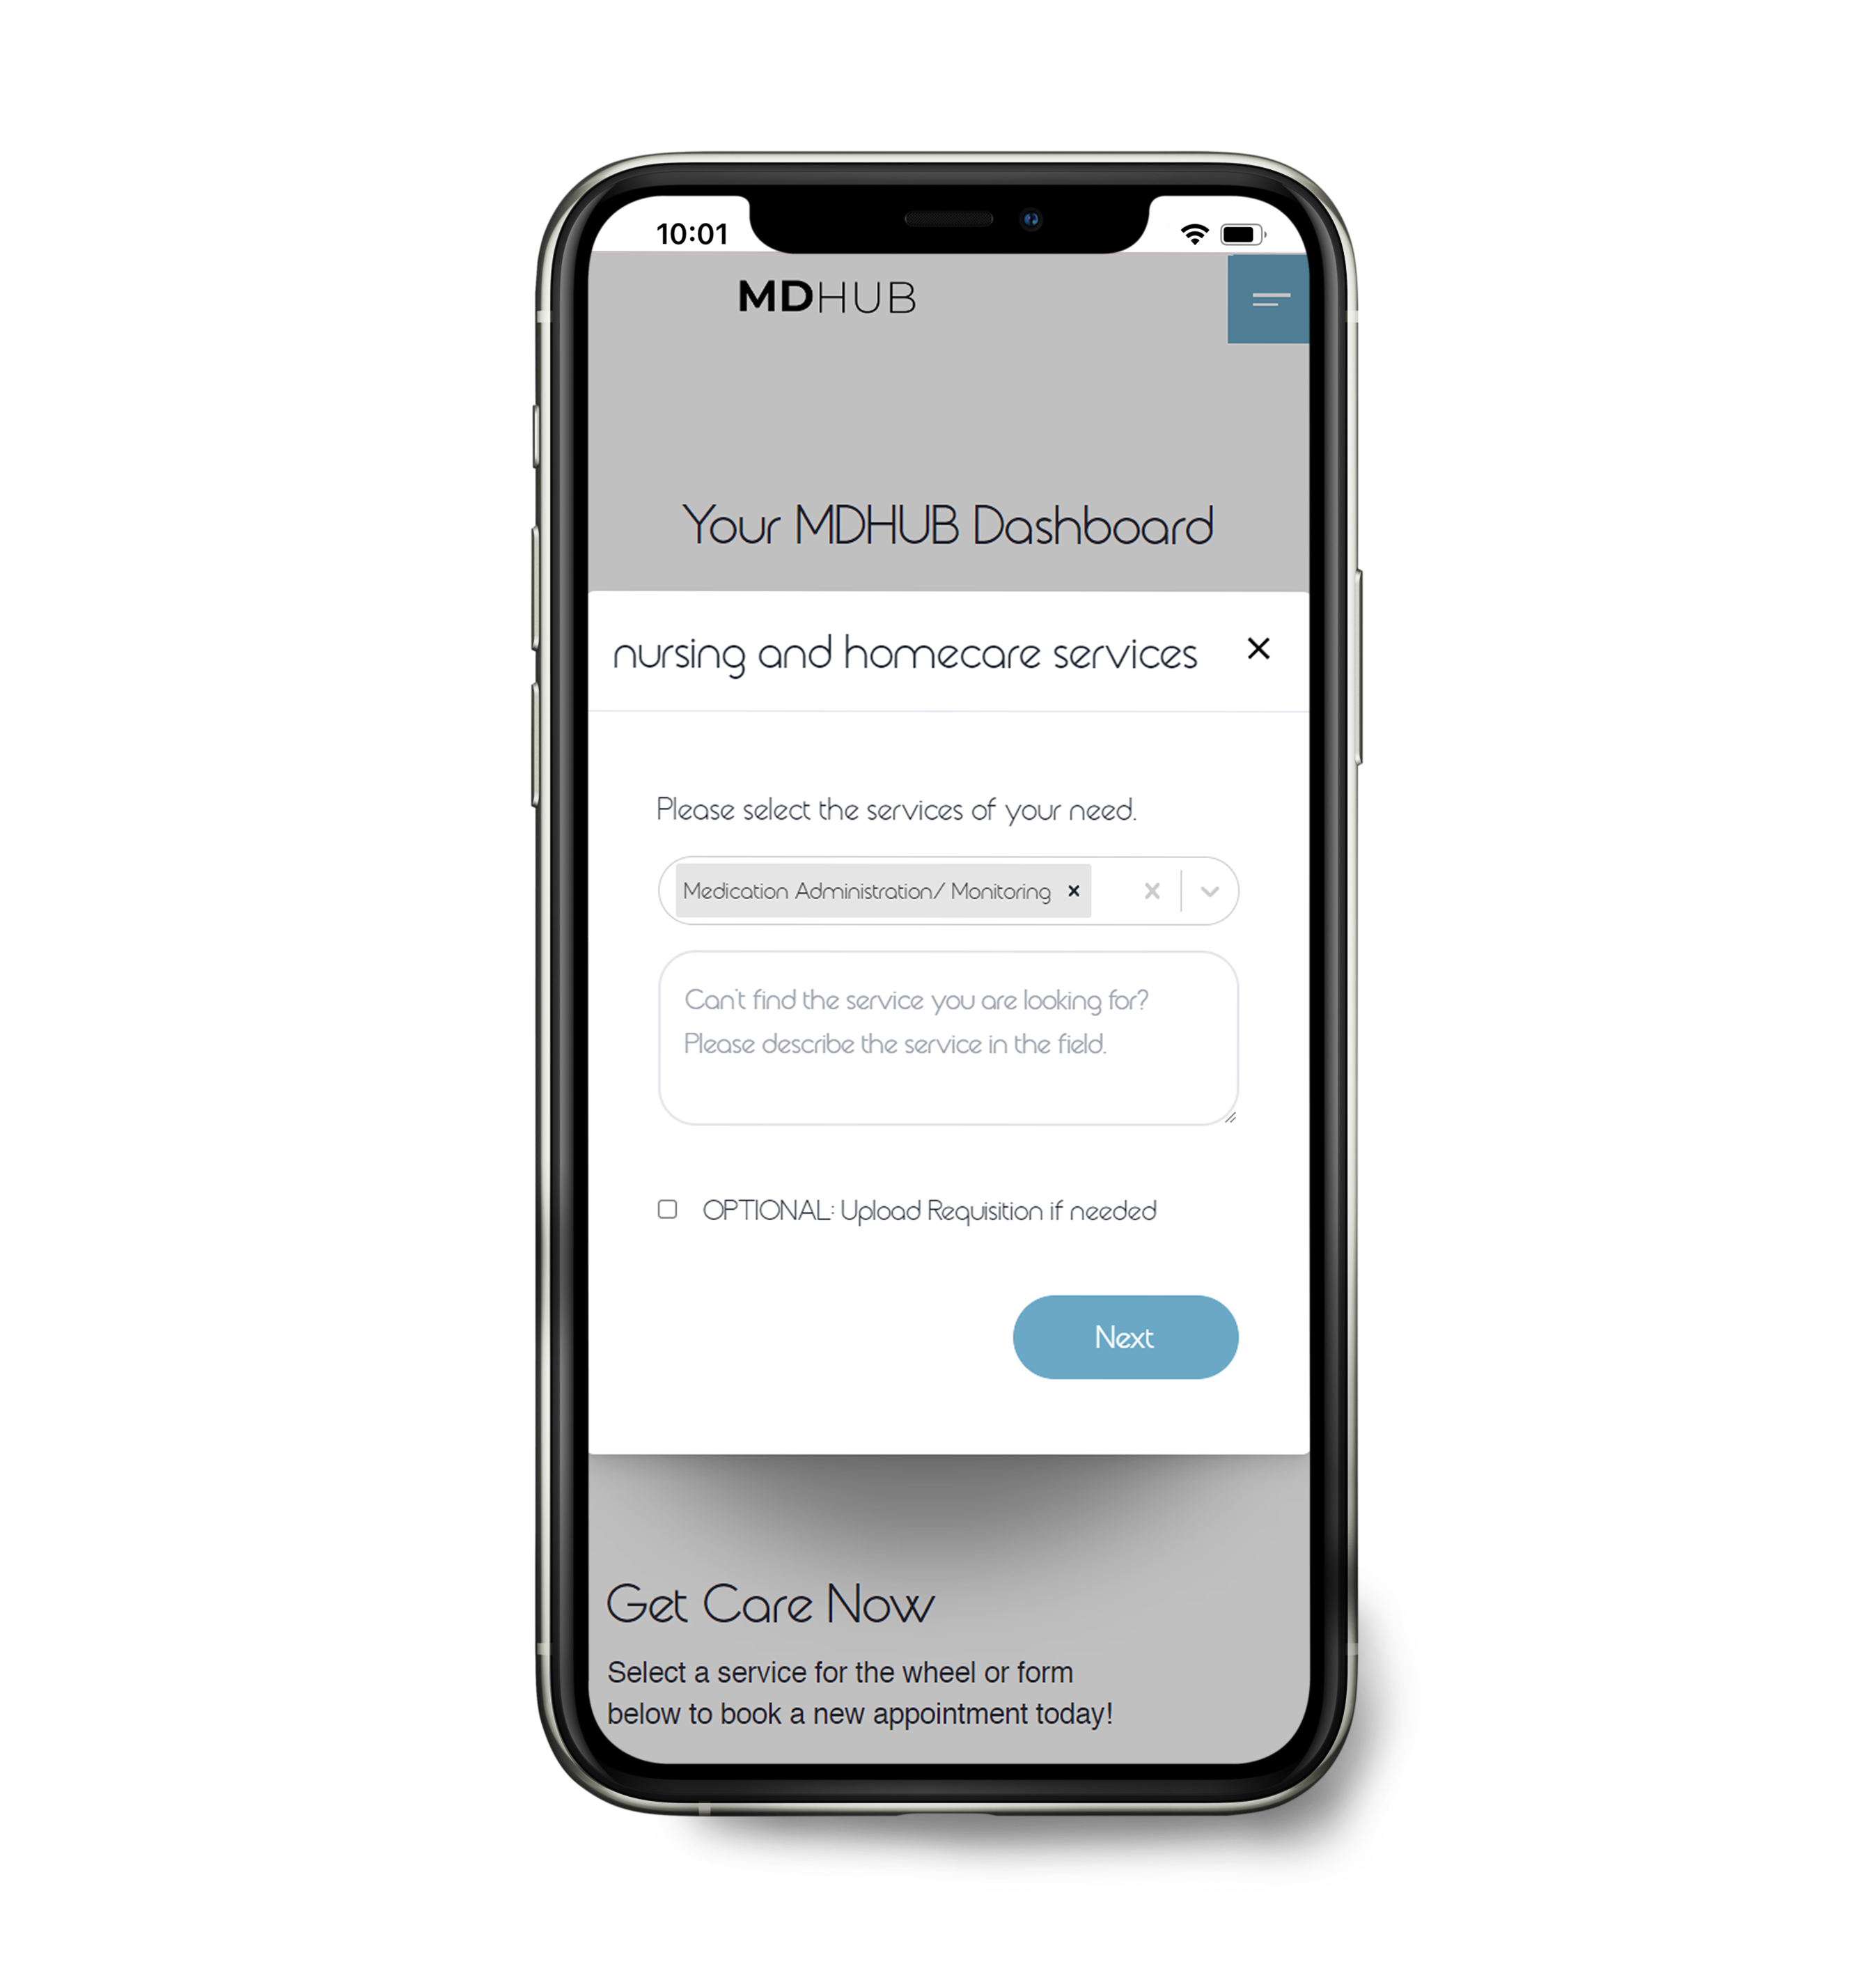 10:01
MDHUB
Your MDHUB Dashboard
nursing and homecare services
Please select the services of your need.
Medication Administration/ Monitoring
Can't find the service you are looking for?
Please describe the service in the field.
OPTIONAL: Upload Requisition if needed
Next
Get Care Now
Select a service for the wheel or form
below to book a new appointment today!